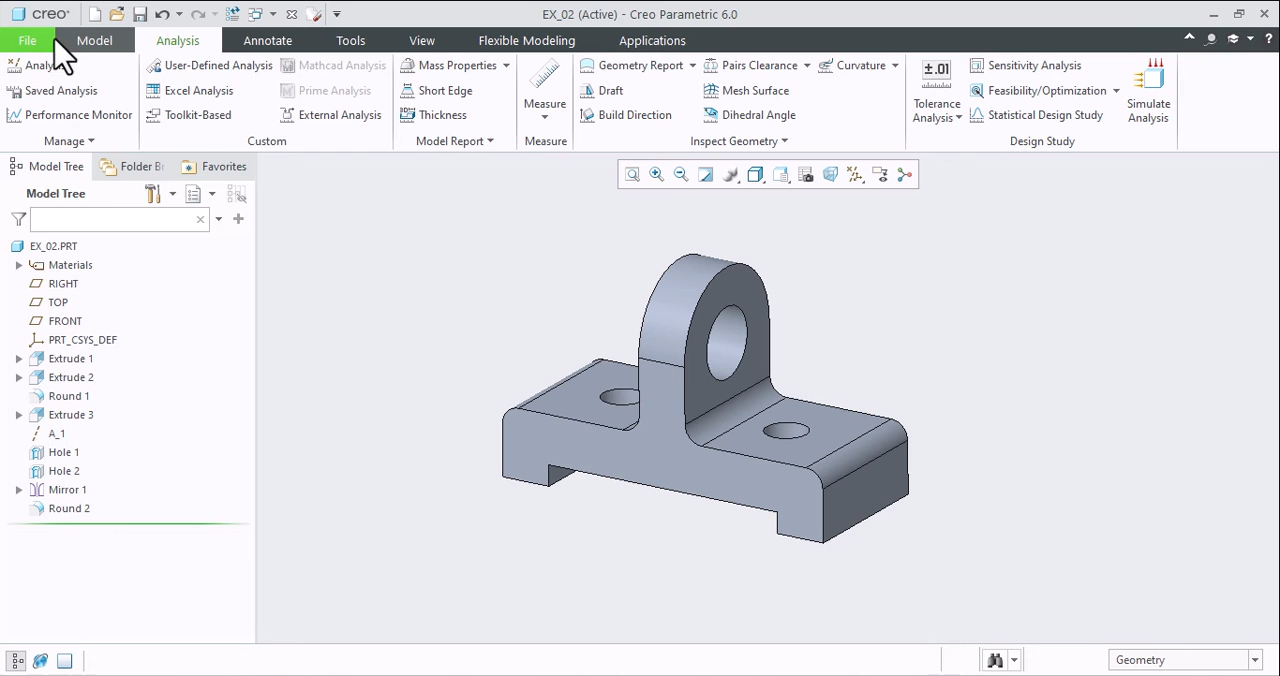 creo
EX_02 (Active) - Creo Parametric 6.0
File Model Analysis Annotate Tools View Flexible Modeling Applications
Analy User-Defined Analysis Mathcad Analysis Mass Properties Geometry Report Pairs Clearance Curvature ±.01 Sensitivity Analysis
Saved Analysis Excel Analysis Prime Analysis Short Edge Draft Mesh Surface Feasibility/Optimization
Measure Tolerance Analysis Simulate Analysis
Performance Monitor Toolkit-Based External Analysis Thickness Build Direction Dihedral Angle Statistical Design Study
Manage Custom Model Report Measure Inspect Geometry Design Study
Model Tree Folder Br Favorites
Model Tree
EX_02.PRT
Materials
RIGHT
TOP
FRONT
PRT_CSYS_DEF
Extrude 1
Extrude 2
Round 1
Extrude 3
A_1
Hole 1
Hole 2
Mirror 1
Round 2
Geometry